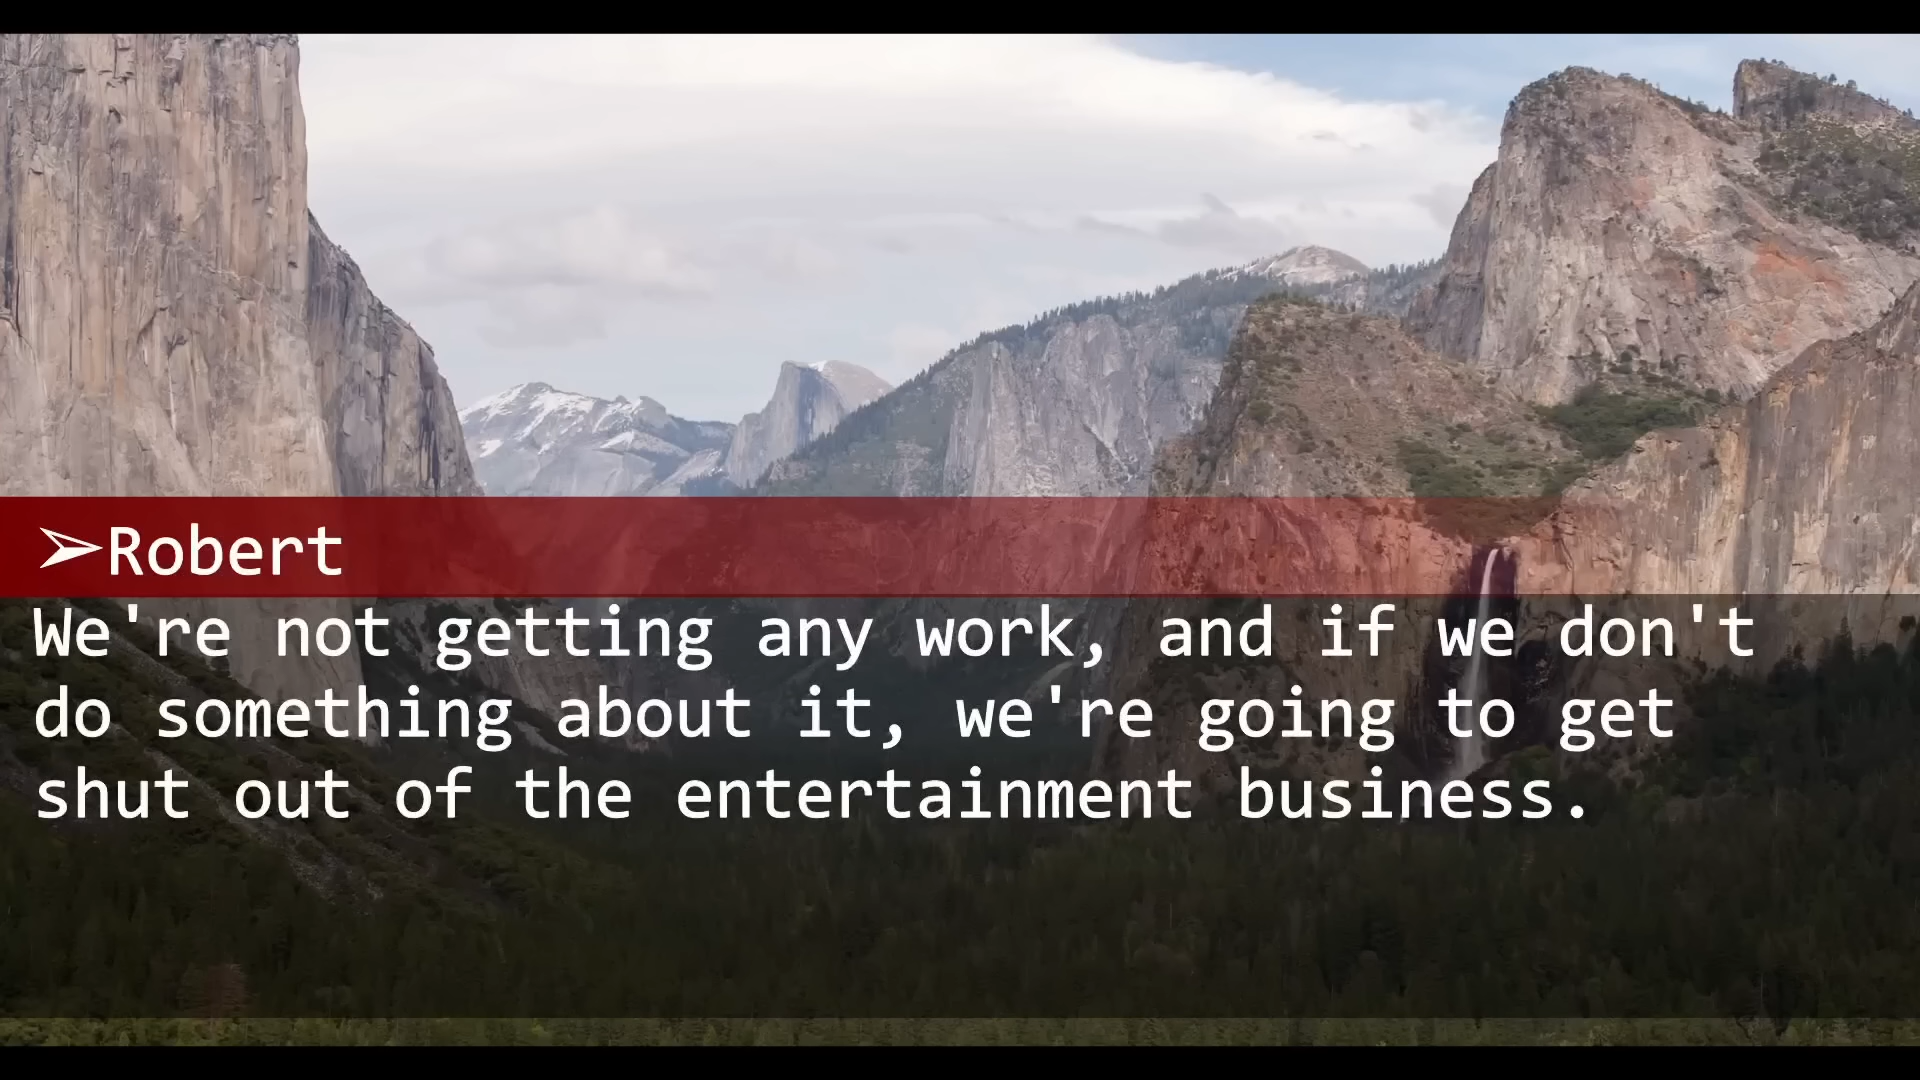 ➢Robert
We're not getting any work, and if we don't
do something about it, we're going to get
shut out of the entertainment business.